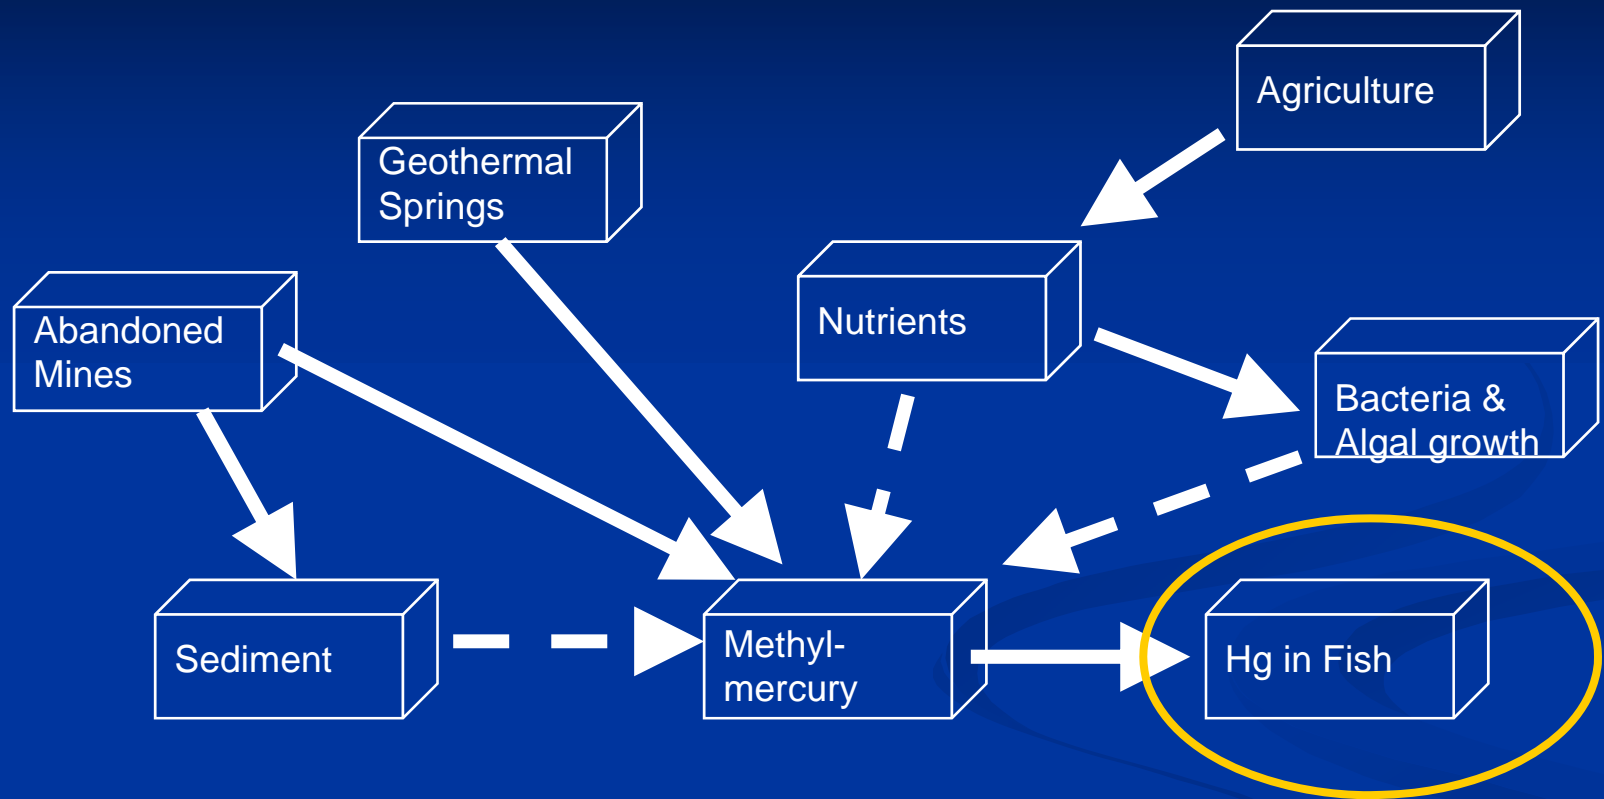 Agriculture
Geothermal
Springs
Abandoned
Mines
Nutrients
Bacteria &
Algal growth
Sediment
Methyl-
mercury
Hg in Fish